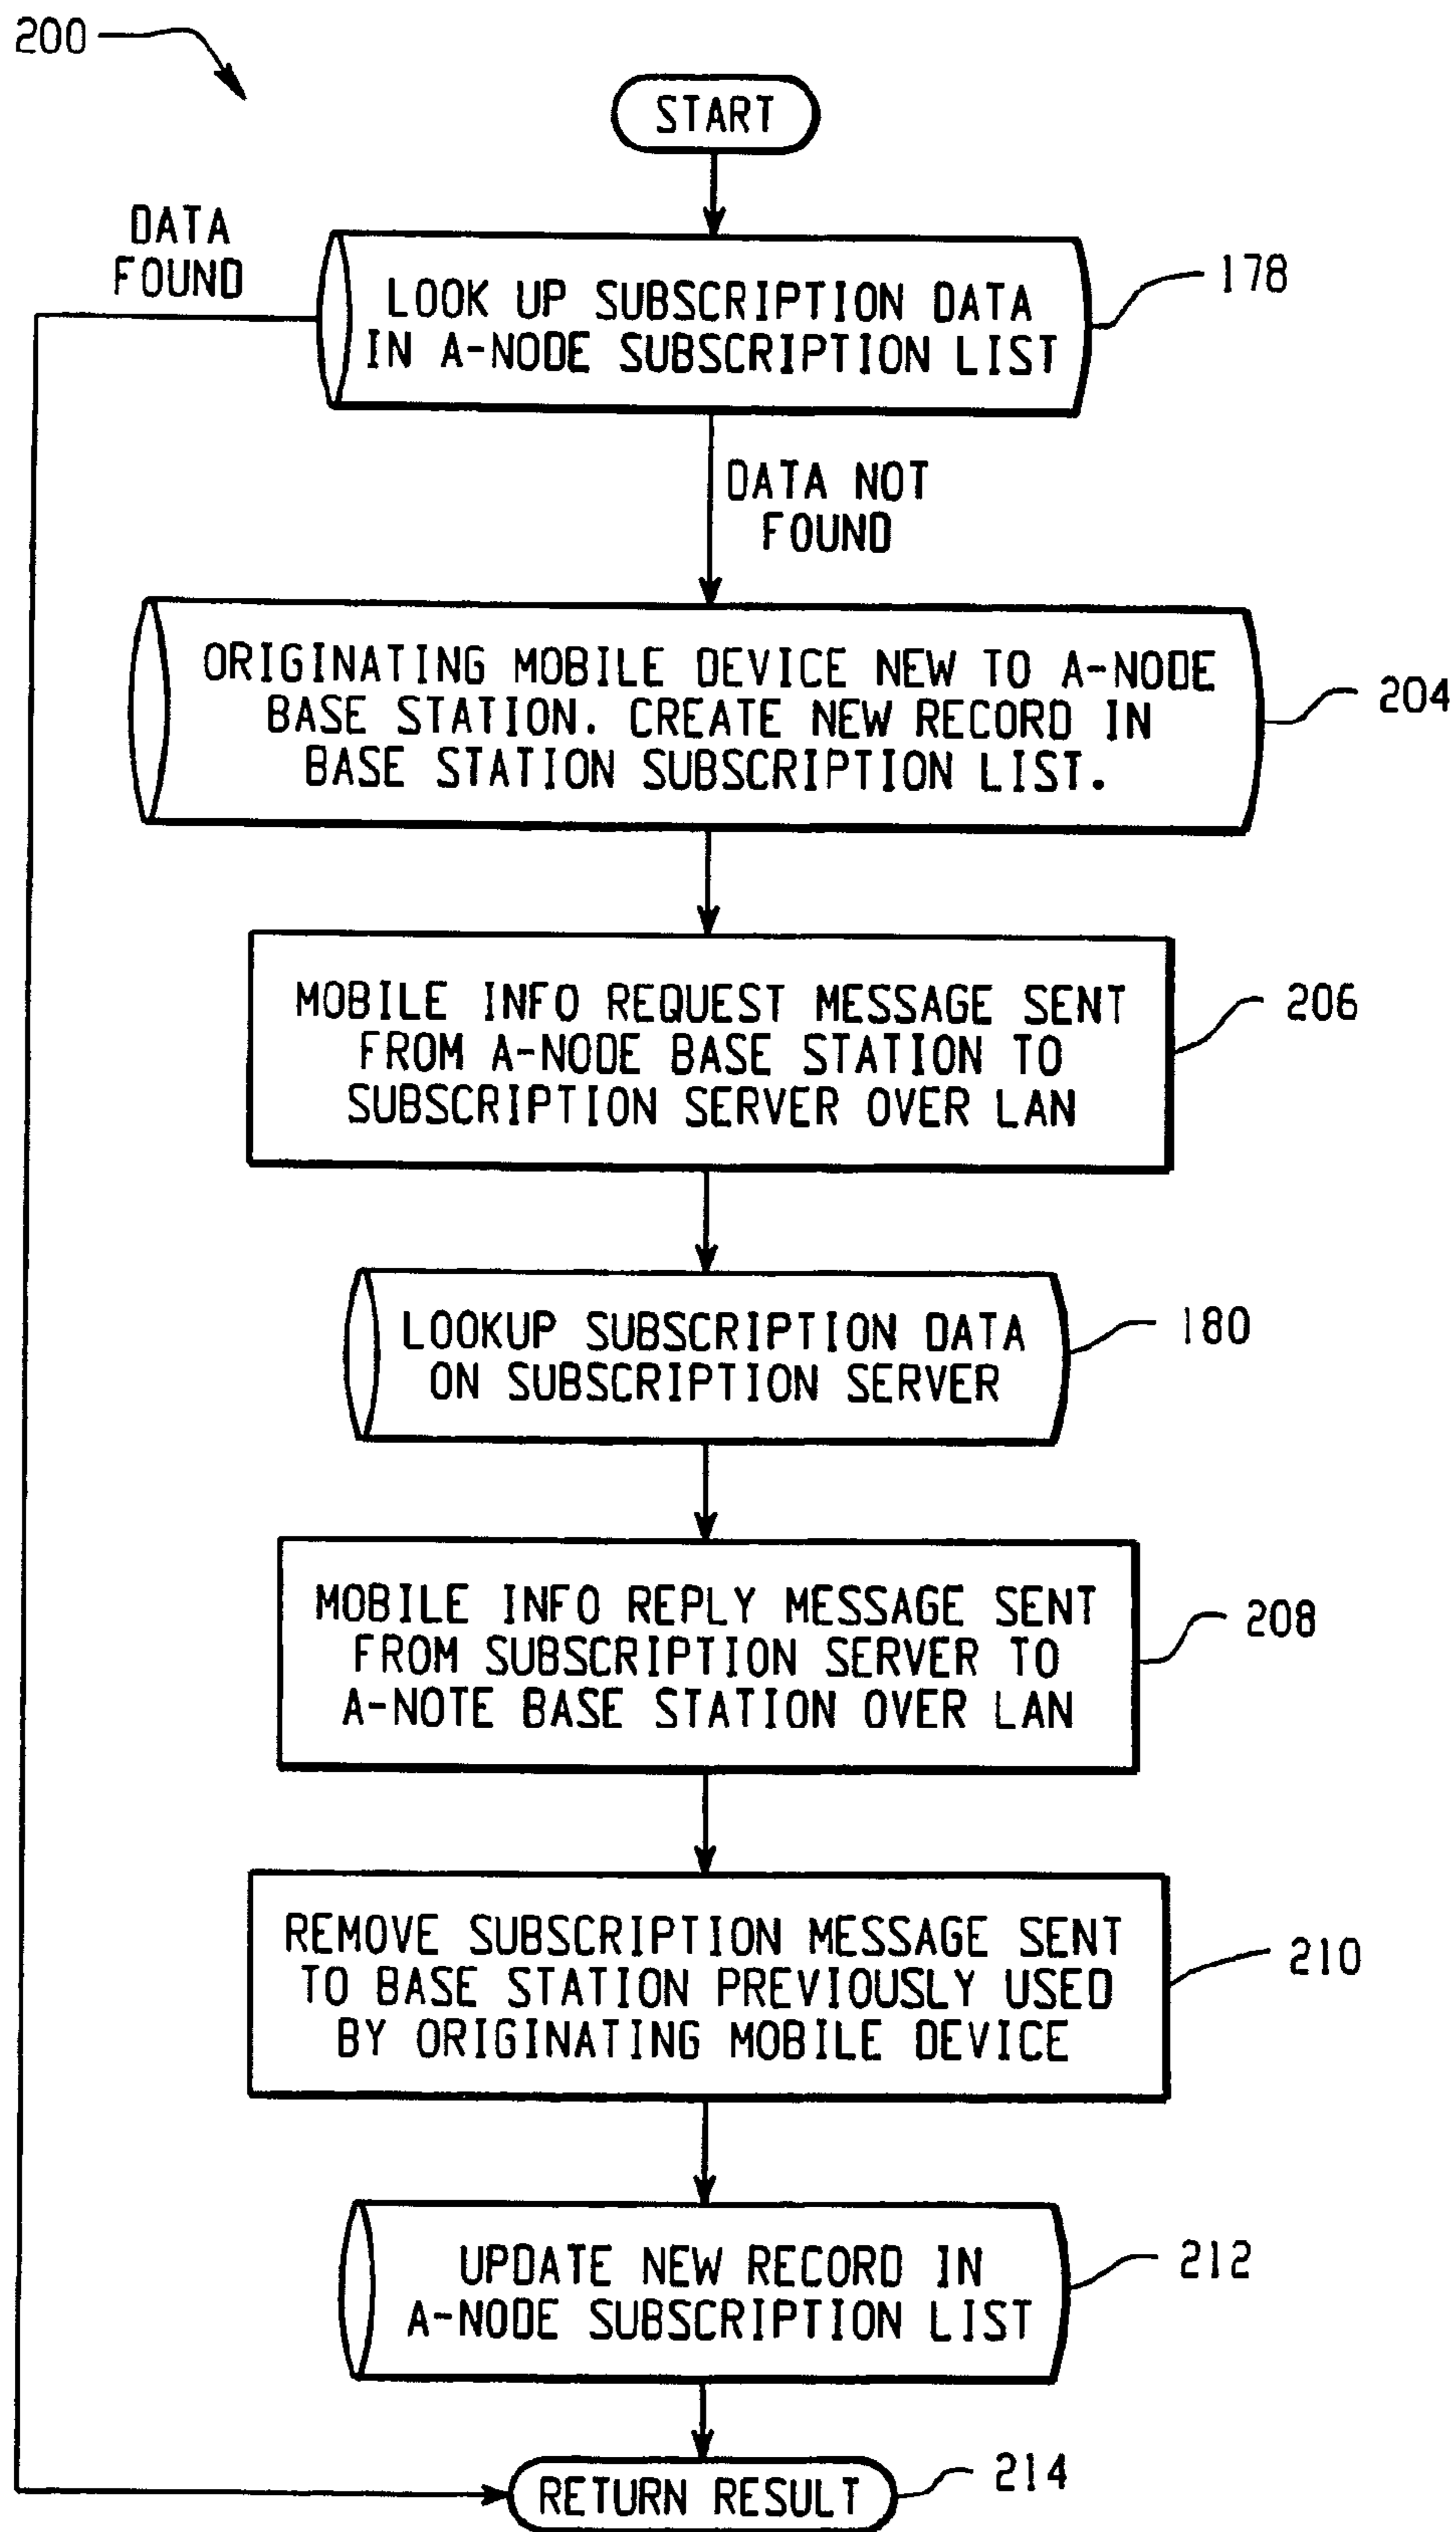 200
START
DATA
FOUND
LOOK UP SUBSCRIPTION DATA
IN A-NODE SUBSCRIPTION LIST
178
DATA NOT
FOUND
ORIGINATING MOBILE DEVICE NEW TO A-NODE
BASE STATION. CREATE NEW RECORD IN
BASE STATION SUBSCRIPTION LIST.
204
MOBILE INFO REQUEST MESSAGE SENT
FROM A-NODE BASE STATION TO
SUBSCRIPTION SERVER OVER LAN
206
LOOKUP SUBSCRIPTION DATA
ON SUBSCRIPTION SERVER
180
MOBILE INFO REPLY MESSAGE SENT
FROM SUBSCRIPTION SERVER TO
A-NOTE BASE STATION OVER LAN
208
REMOVE SUBSCRIPTION MESSAGE SENT
TO BASE STATION PREVIOUSLY USED
BY ORIGINATING MOBILE DEVICE
210
UPDATE NEW RECORD IN
A-NODE SUBSCRIPTION LIST
212
RETURN RESULT
214